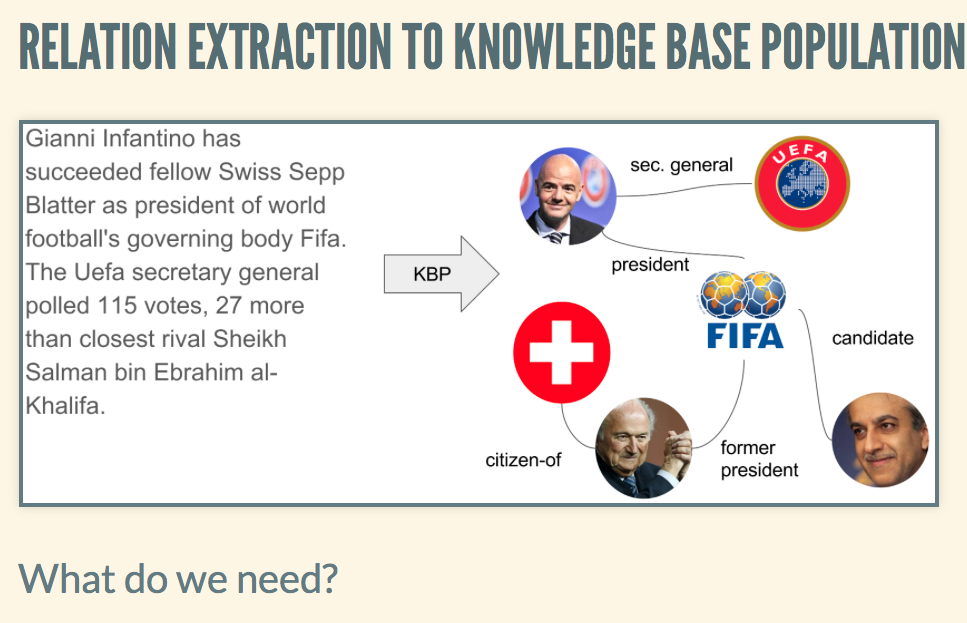 RELATION EXTRACTION TO KNOWLEDGE BASE POPULATION
Gianni Infantino has
succeeded fellow Swiss Sepp
Blatter as president of world
football's governing body Fifa.
The Uefa secretary general
polled 115 votes, 27 more
than closest rival Sheikh
Salman bin Ebrahim al-
Khalifa.
KBP
sec. general
UEFA
president
FIFA
candidate
citizen-of
former
president
What do we need?